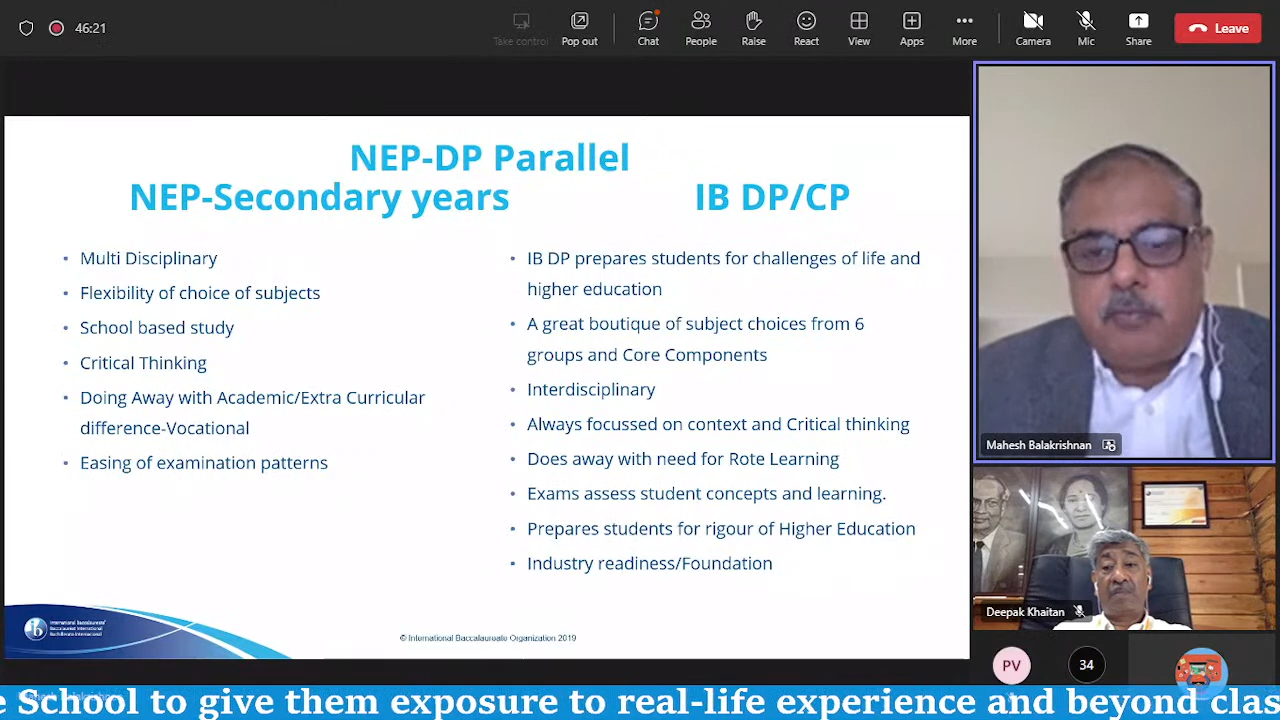 46:21
Take control
Pop out
Chat
People
Raise
React
View
Apps
More
Camera
Mic
Share
Leave
NEP-DP Parallel
NEP-Secondary years
• Multi Disciplinary
• Flexibility of choice of subjects
• School based study
• Critical Thinking
• Doing Away with Academic/Extra Curricular
difference-Vocational
• Easing of examination patterns
IB DP/CP
• IB DP prepares students for challenges of life and
higher education
• A great boutique of subject choices from 6
groups and Core Components
• Interdisciplinary
• Always focussed on context and Critical thinking
• Does away with need for Rote Learning
• Exams assess student concepts and learning.
• Prepares students for rigour of Higher Education
• Industry readiness/Foundation
International Baccalaureate
Baccalauréat International
Bachillerato Internacional
© International Baccalaureate Organization 2019
Mahesh Balakrishnan
Deepak Khaitan
PV
34
e School to give them exposure to real-life experience and beyond clas